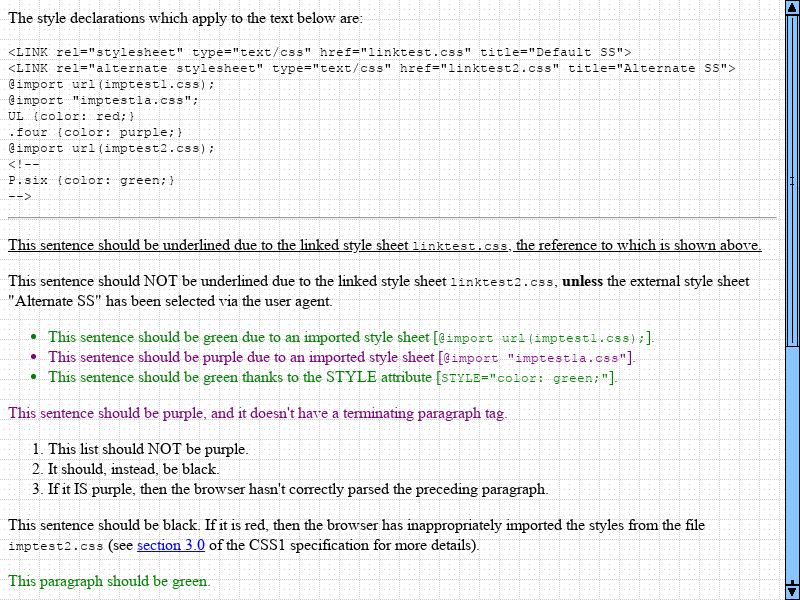 The style declarations which apply to the text below are:
<LINK rel="stylesheet" type="text/css" href="linktest.css" title="Default SS">
<LINK rel="alternate stylesheet" type="text/css" href="linktest2.css" title="Alternate SS">
@import url(imptest1.css);
@import "imptest1a.css";
UL {color: red;}
.four {color: purple;}
@import url(imptest2.css);
<!--
P.six {color: green;}
-->
This sentence should be underlined due to the linked style sheet linktest.css, the reference to which is shown above.
This sentence should NOT be underlined due to the linked style sheet linktest2.css, unless the external style sheet
"Alternate SS" has been selected via the user agent.
• This sentence should be green due to an imported style sheet [@import url(imptest1.css);].
• This sentence should be purple due to an imported style sheet [@import "imptest1a.css"].
• This sentence should be green thanks to the STYLE attribute [STYLE="color: green;"].
This sentence should be purple, and it doesn't have a terminating paragraph tag.
1. This list should NOT be purple.
2. It should, instead, be black.
3. If it IS purple, then the browser hasn't correctly parsed the preceding paragraph.
This sentence should be black. If it is red, then the browser has inappropriately imported the styles from the file
imptest2.css (see section 3.0 of the CSS1 specification for more details).
This paragraph should be green.